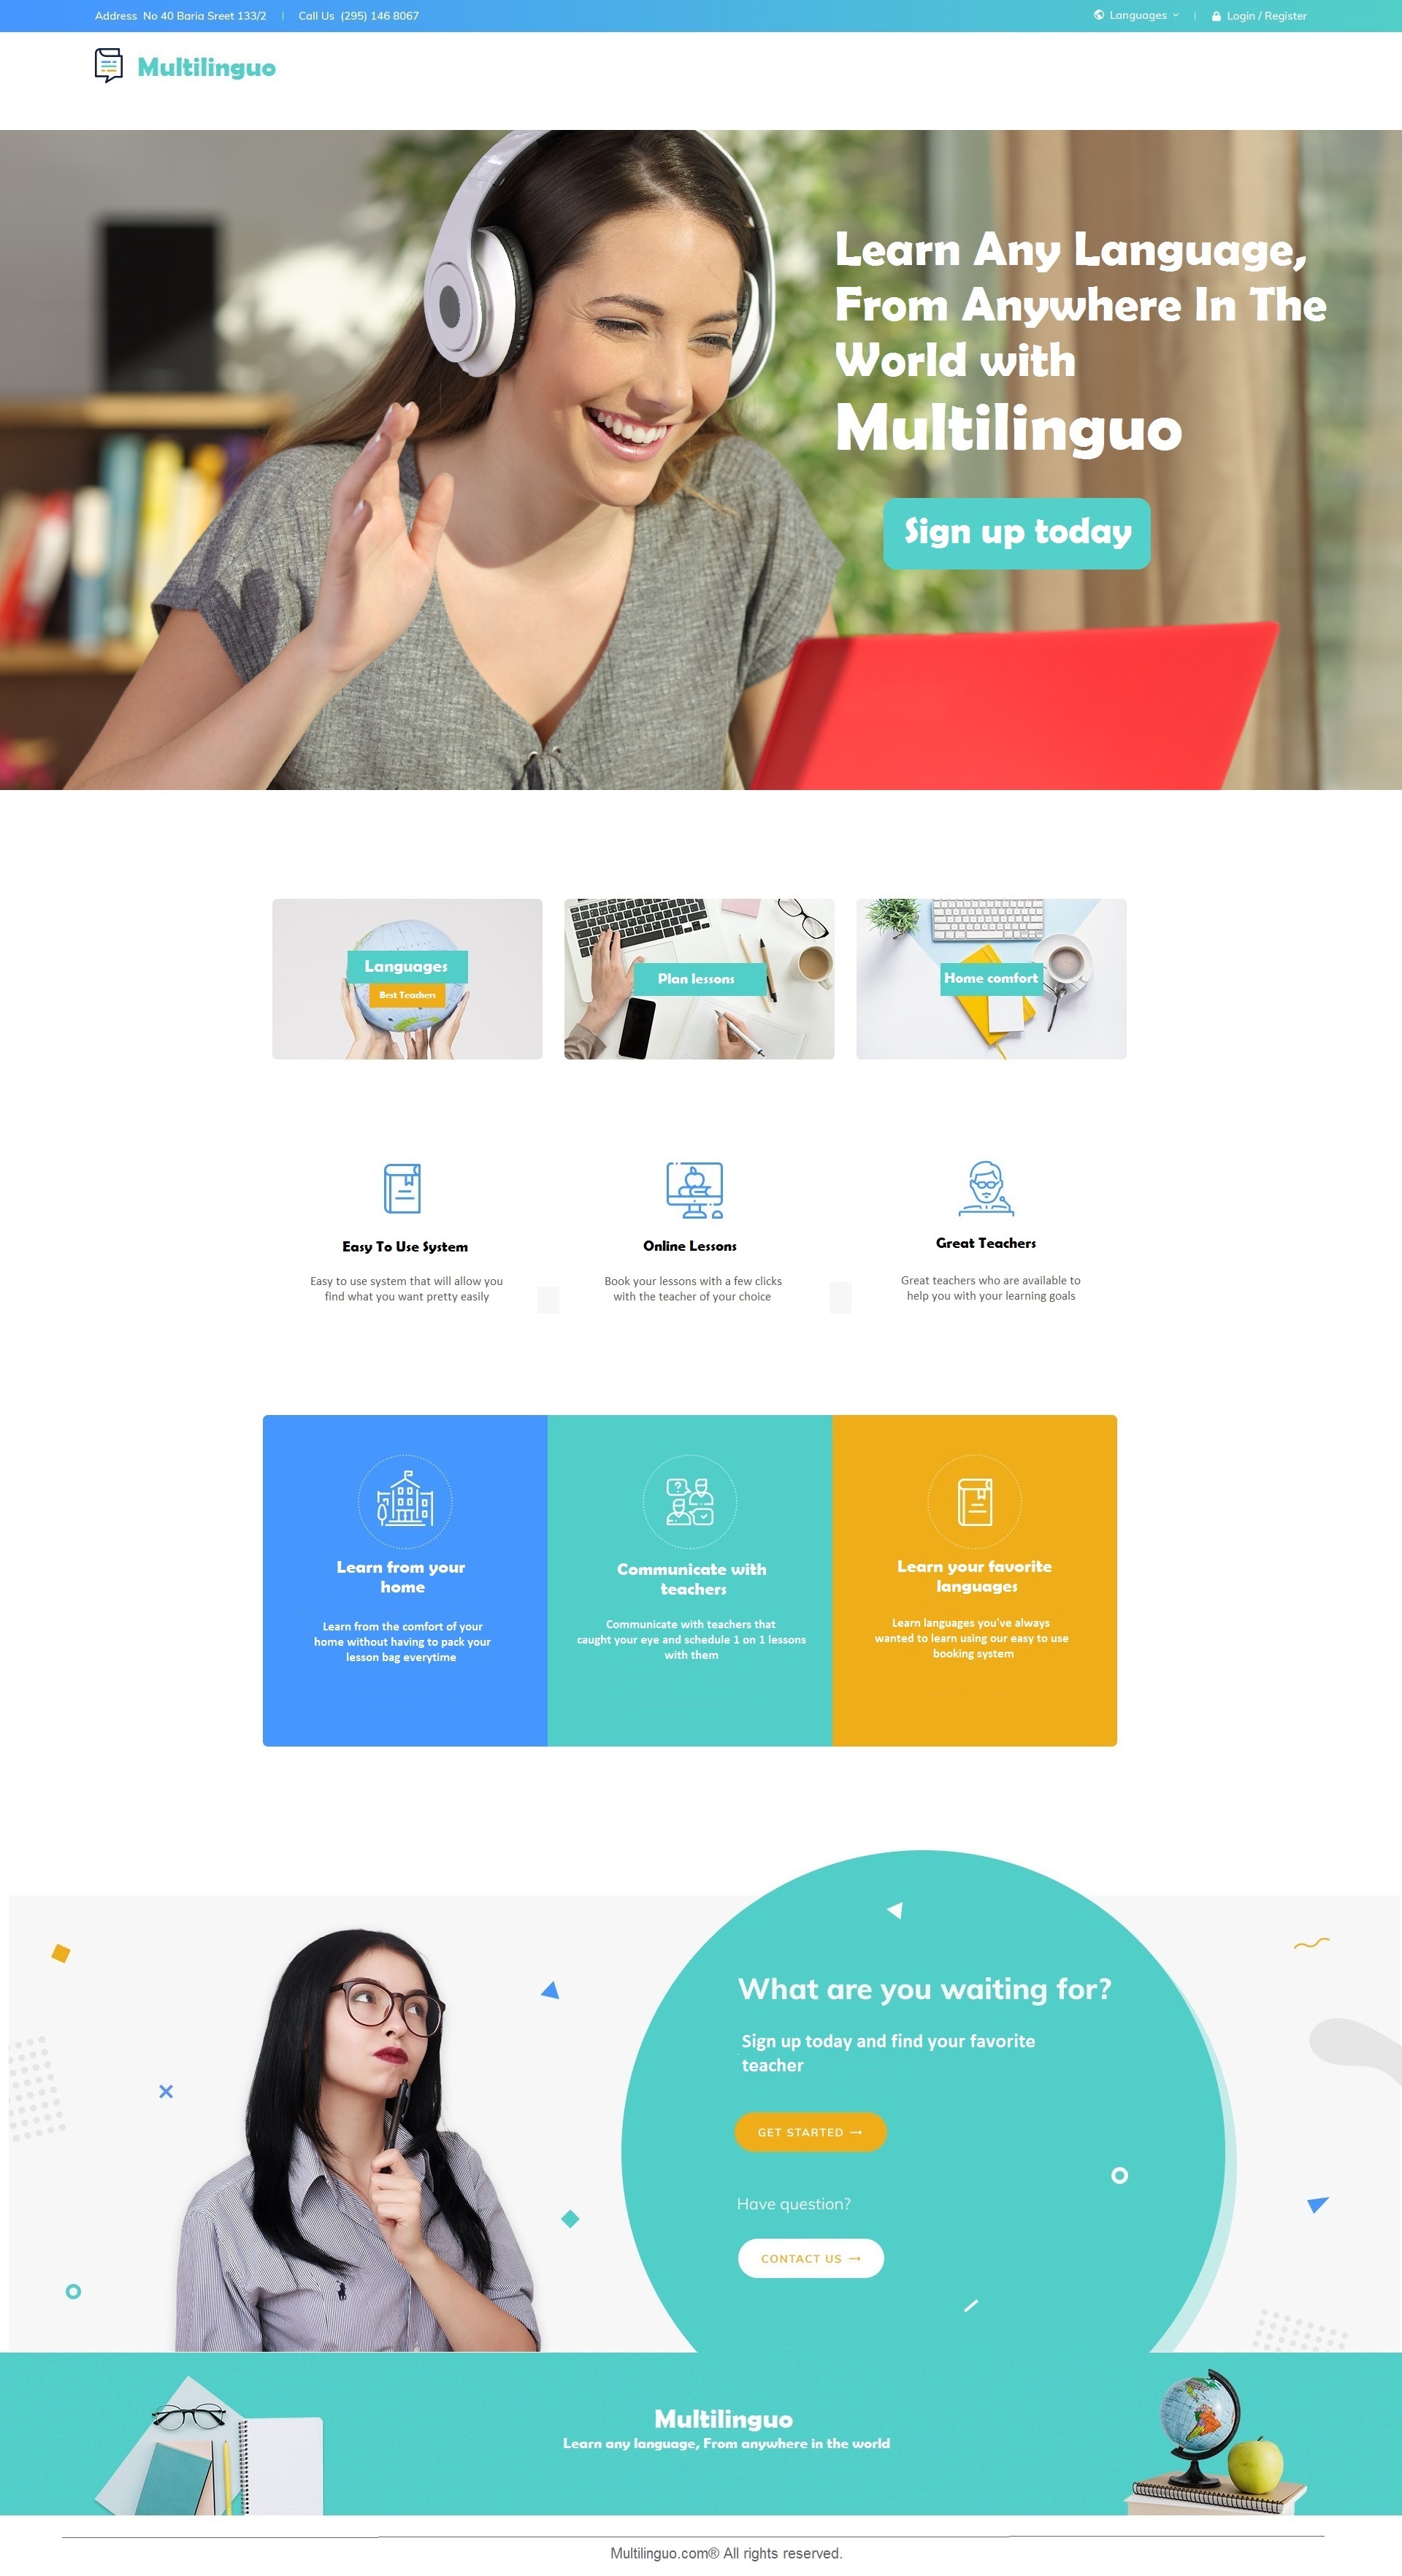 Address No 40 Baria Sreet 133/2 | Call Us (295) 146 8067
Languages | Login / Register
Multilinguo
Learn Any Language,
From Anywhere In The
World with
Multilinguo
Sign up today
Languages
Best Teachers
Plan lessons
Home comfort
Easy To Use System
Easy to use system that will allow you
find what you want pretty easily
Online Lessons
Book your lessons with a few clicks
with the teacher of your choice
Great Teachers
Great teachers who are available to
help you with your learning goals
Learn from your
home
Learn from the comfort of your
home without having to pack your
lesson bag everytime
Communicate with
teachers
Communicate with teachers that
caught your eye and schedule 1 on 1 lessons
with them
Learn your favorite
languages
Learn languages you've always
wanted to learn using our easy to use
booking system
What are you waiting for?
Sign up today and find your favorite
teacher
GET STARTED →
Have question?
CONTACT US →
Multilinguo
Learn any language, From anywhere in the world
Multilinguo.com® All rights reserved.